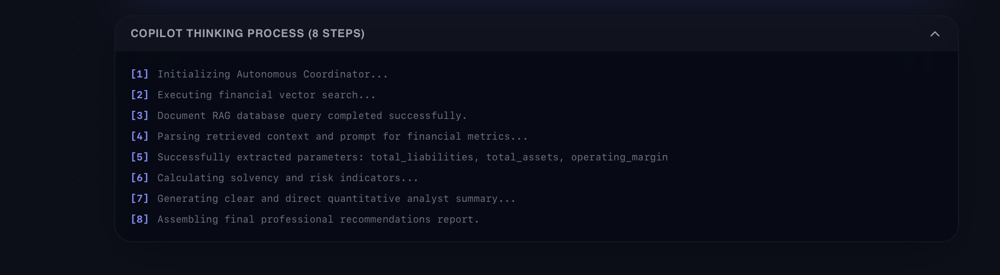 COPILOT THINKING PROCESS (8 STEPS)
[1] Initializing Autonomous Coordinator...
[2] Executing financial vector search...
[3] Document RAG database query completed successfully.
[4] Parsing retrieved context and prompt for financial metrics...
[5] Successfully extracted parameters: total_liabilities, total_assets, operating_margin
[6] Calculating solvency and risk indicators...
[7] Generating clear and direct quantitative analyst summary...
[8] Assembling final professional recommendations report.